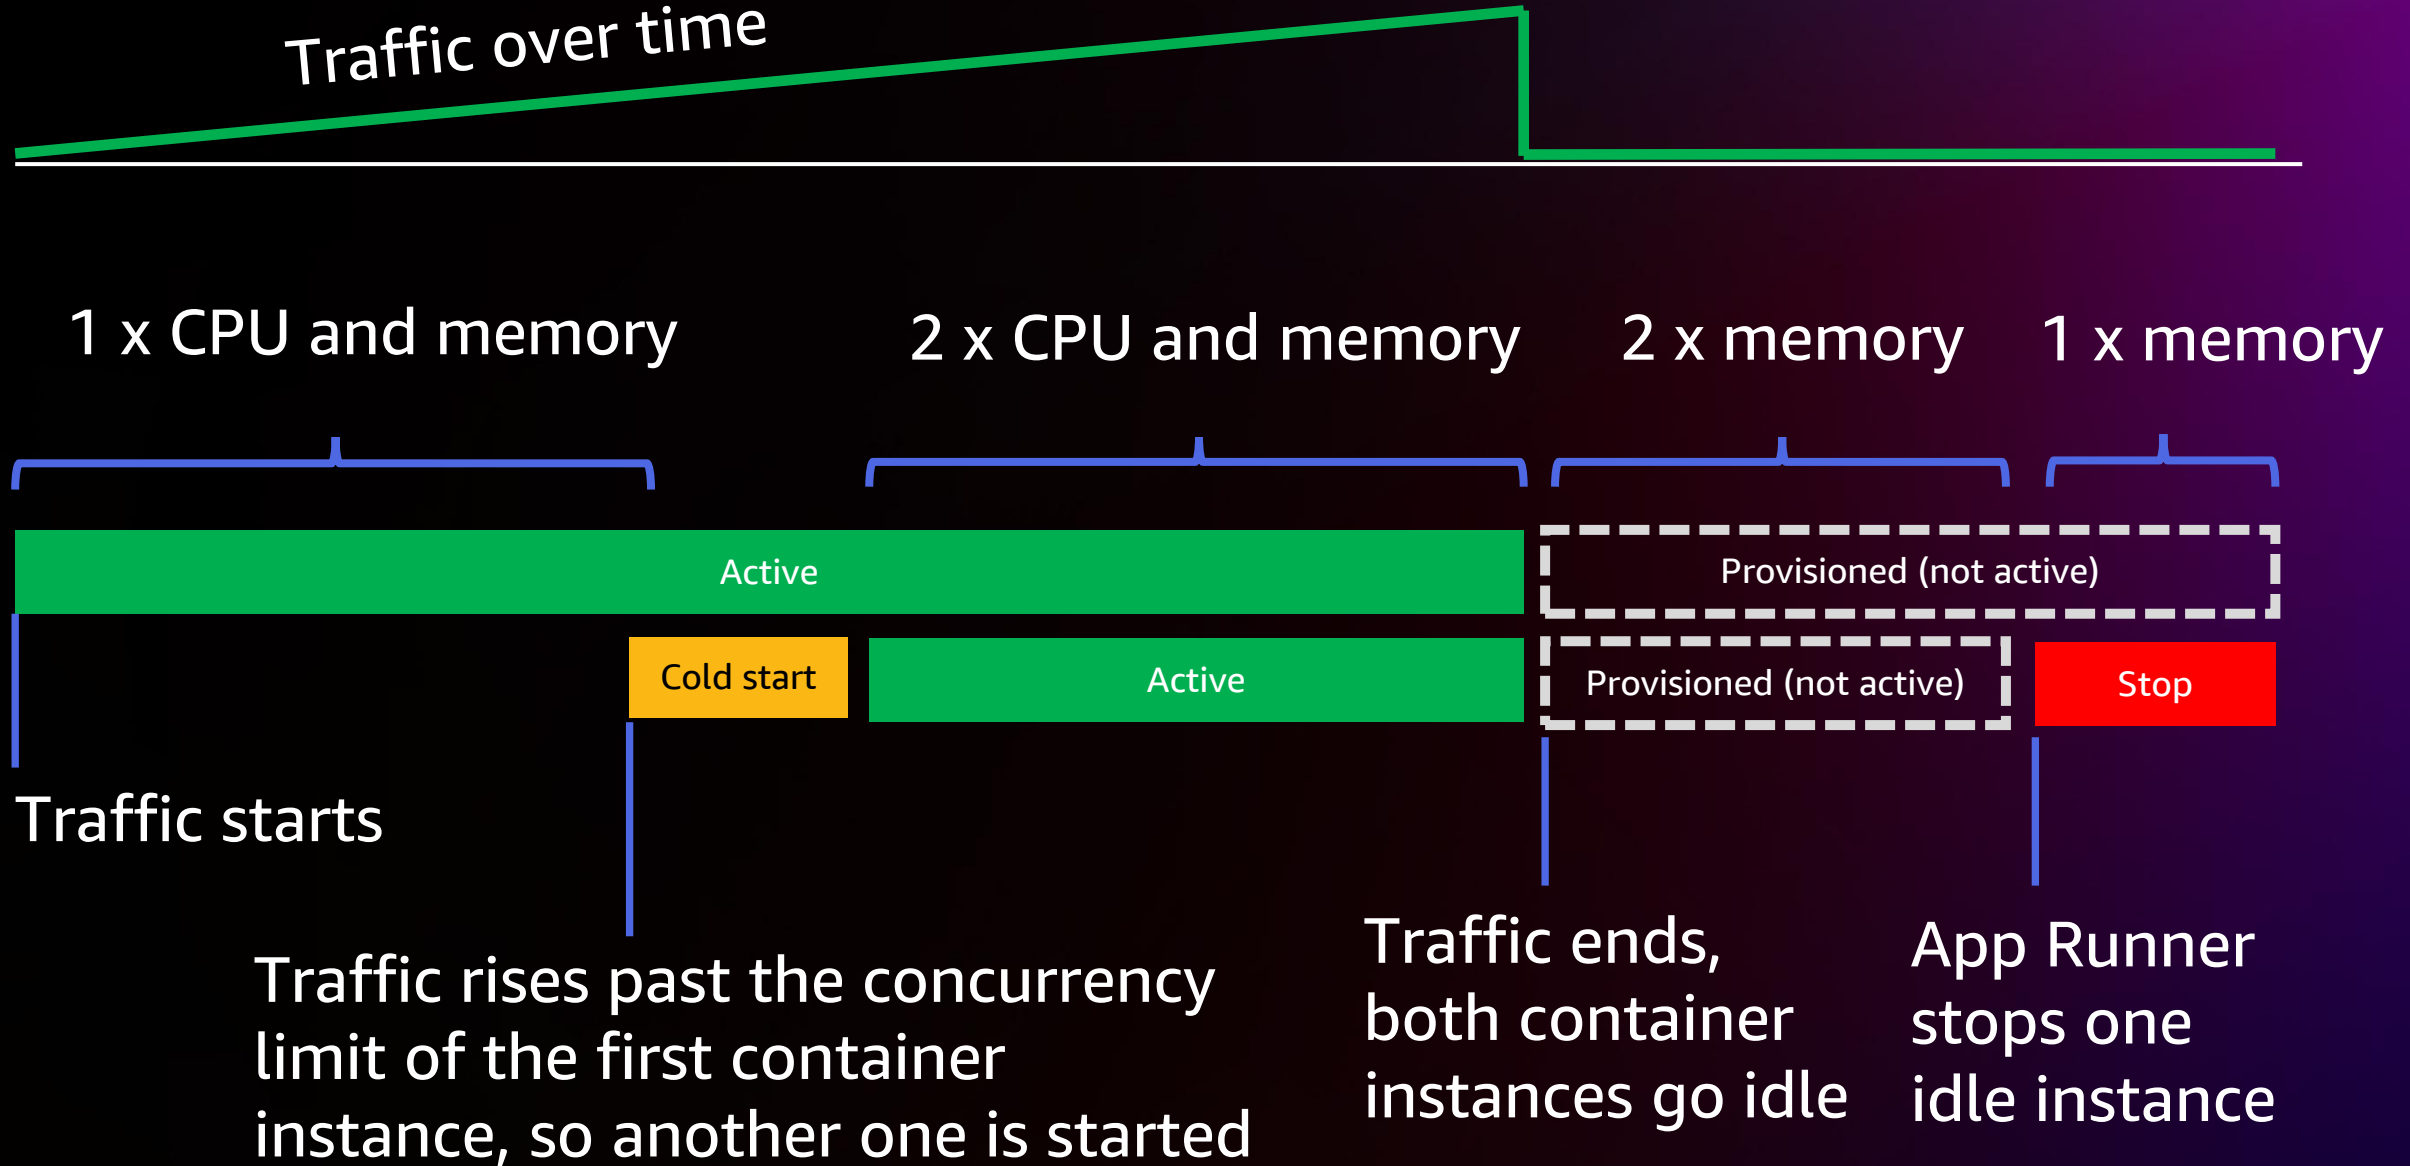 Traffic over time
1 x CPU and memory
2 x CPU and memory
2 x memory
1 x memory
Active
Provisioned (not active)
Cold start
Active
Provisioned (not active)
Stop
Traffic starts
Traffic rises past the concurrency
limit of the first container
instance, so another one is started
Traffic ends,
both container
instances go idle
App Runner
stops one
idle instance